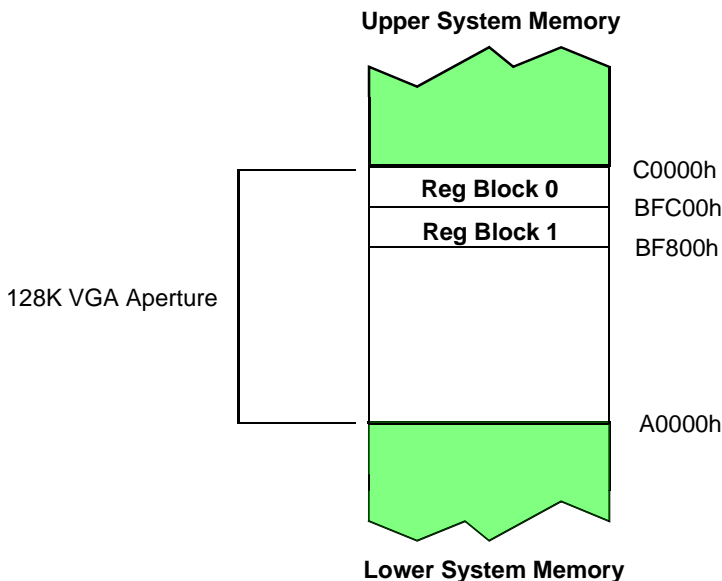 Upper System Memory
C0000h
Reg Block 0
BFC00h
Reg Block 1
BF800h
128K VGA Aperture
A0000h
Lower System Memory